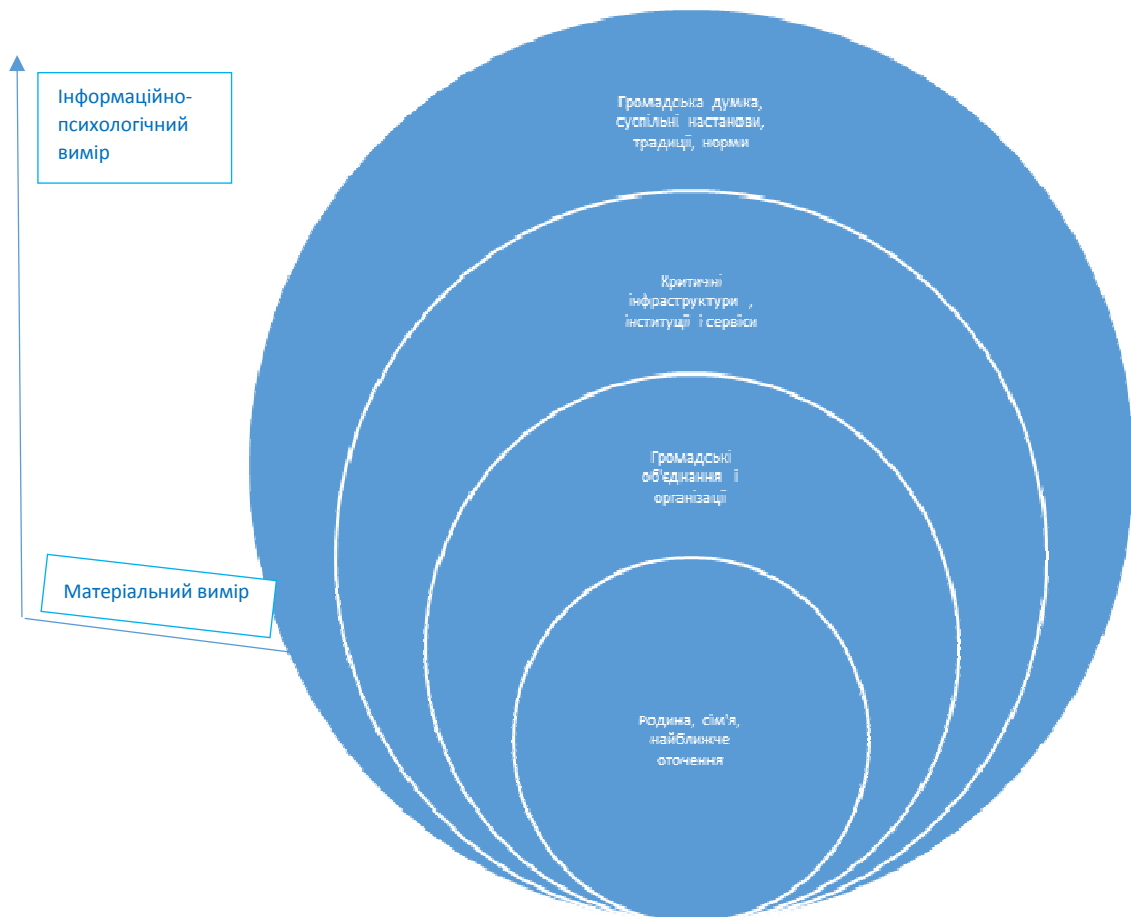 Інформаційно-
психологічний
вимір
Громадська думка,
суспільні настанови,
традиції, норми
Критичні
інфраструктури ,
інституції і сервіси
Громадські
об'єднання і
організації
Матеріальний вимір
Родина, сім'я,
найближче
оточення